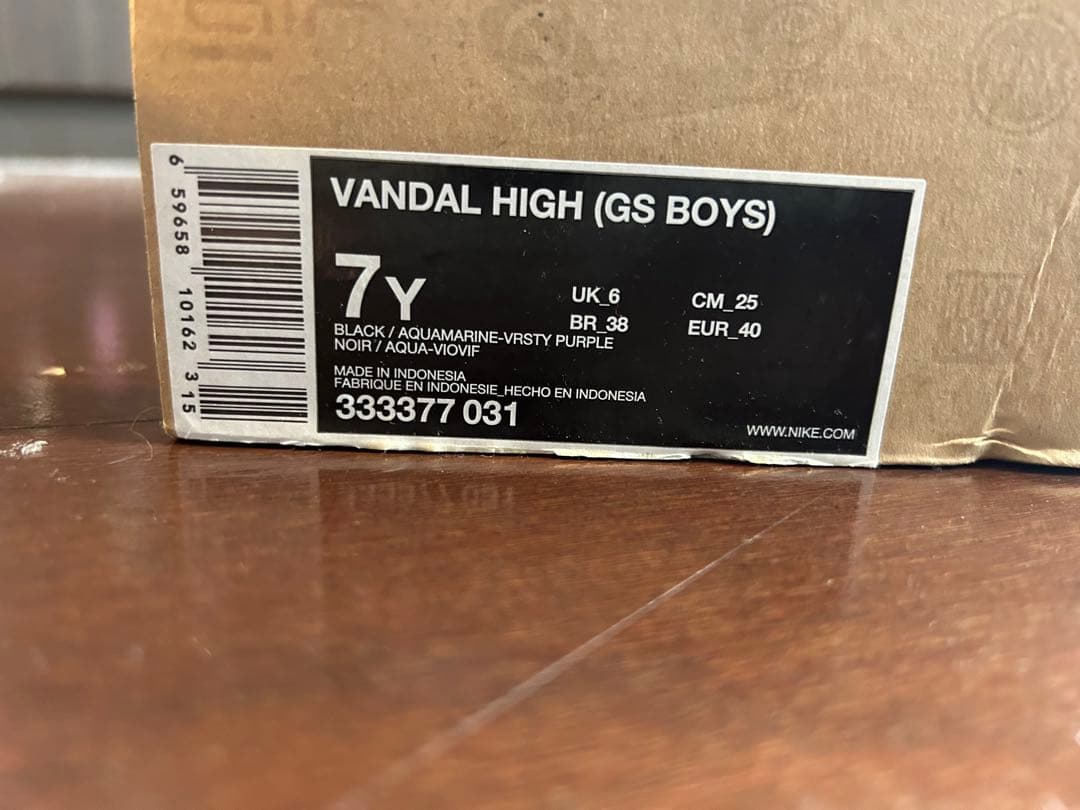 6 59658 10162 3 15
VANDAL HIGH (GS BOYS)
7Y
UK_6 CM_25
BR_38 EUR_40
BLACK / AQUAMARINE-VRSTY PURPLE
NOIR / AQUA-VIOVIF
MADE IN INDONESIA
FABRIQUE EN INDONESIE_HECHO EN INDONESIA
333377 031
WWW.NIKE.COM